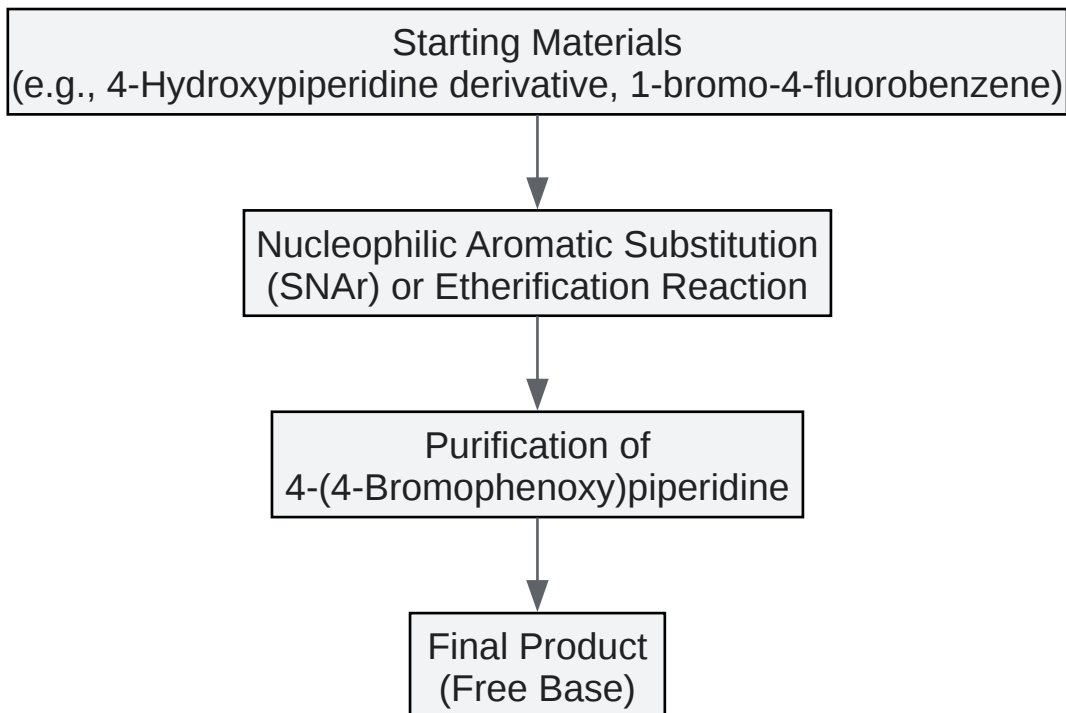 Starting Materials
(e.g., 4-Hydroxypiperidine derivative, 1-bromo-4-fluorobenzene)
Nucleophilic Aromatic Substitution
(SNAr) or Etherification Reaction
Purification of
4-(4-Bromophenoxy)piperidine
Final Product
(Free Base)